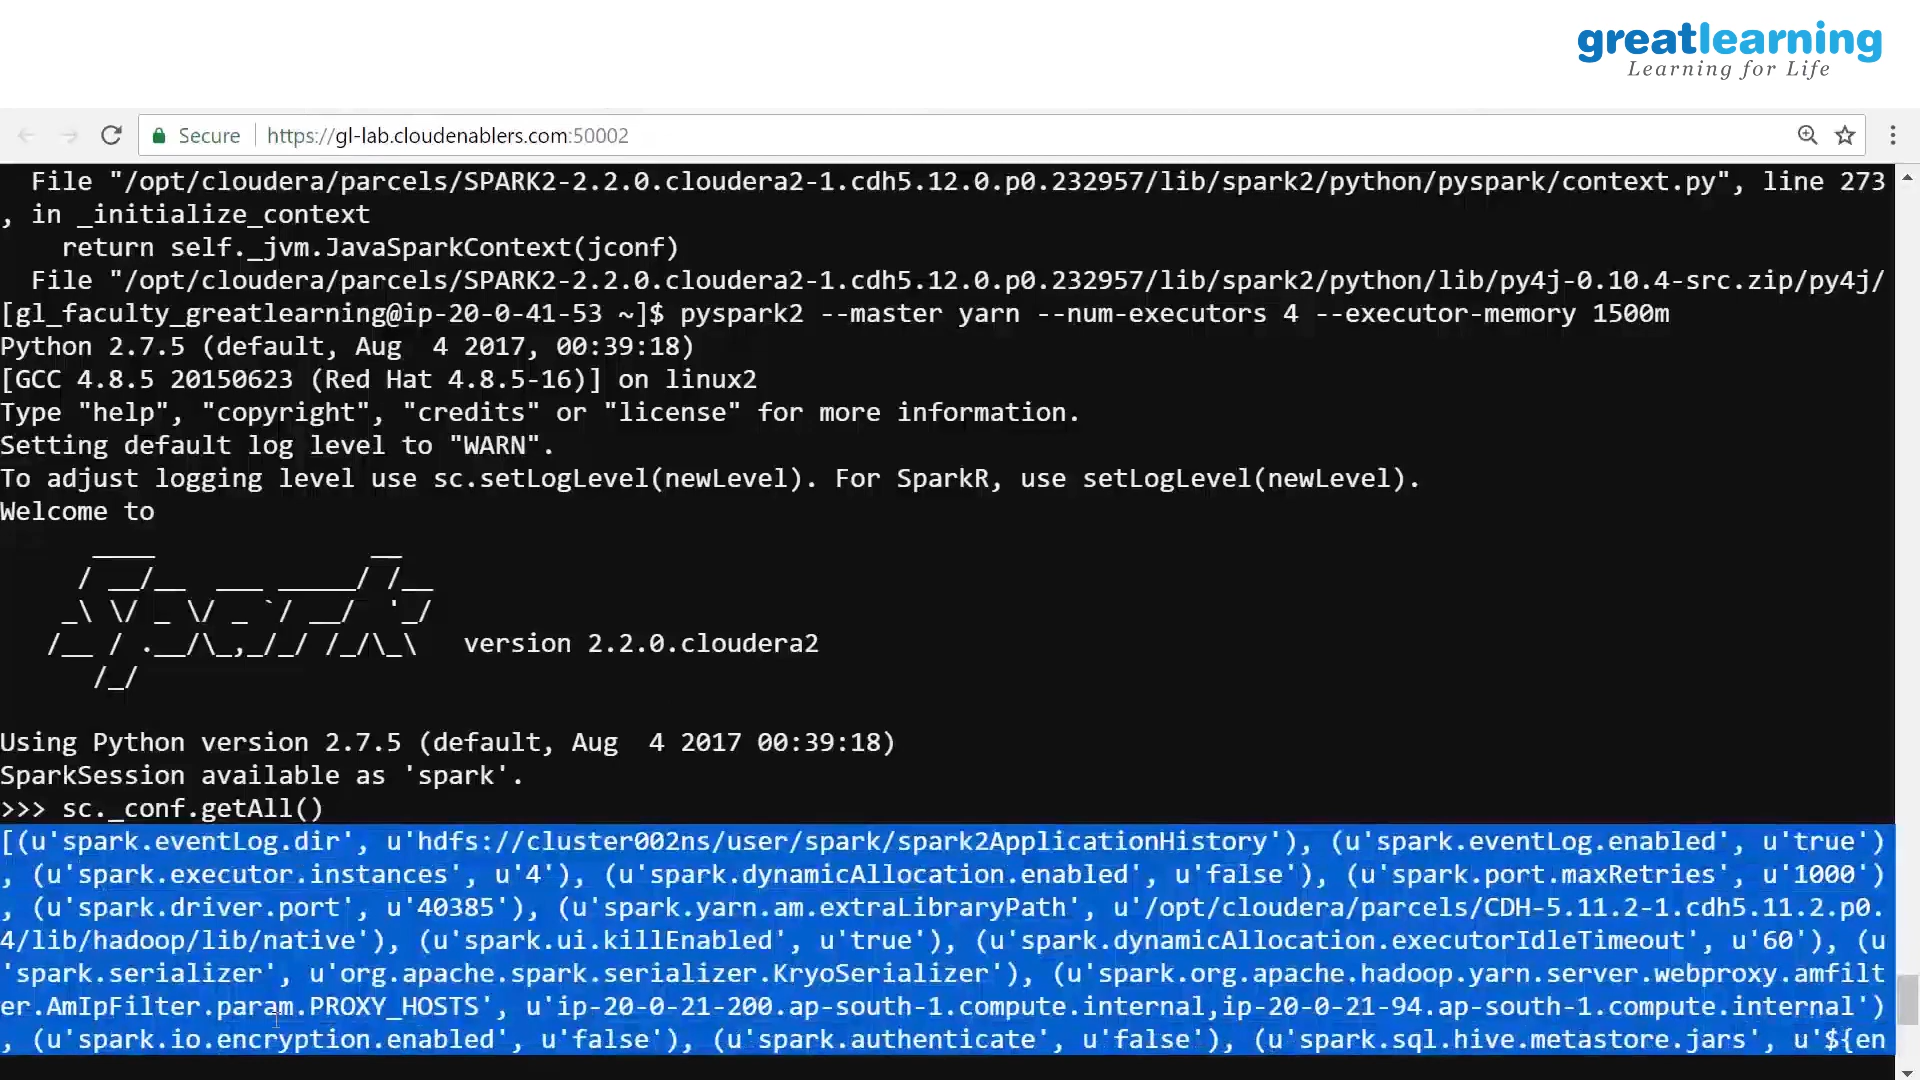 greatlearning
Learning for Life
Secure https://gl-lab.cloudenablers.com:50002
File "/opt/cloudera/parcels/SPARK2-2.2.0.cloudera2-1.cdh5.12.0.p0.232957/lib/spark2/python/pyspark/context.py", line 273
, in _initialize_context
return self._jvm.JavaSparkContext(jconf)
File "/opt/cloudera/parcels/SPARK2-2.2.0.cloudera2-1.cdh5.12.0.p0.232957/lib/spark2/python/lib/py4j-0.10.4-src.zip/py4j/
[gl_faculty_greatlearning@ip-20-0-41-53 ~]$ pyspark2 --master yarn --num-executors 4 --executor-memory 1500m
Python 2.7.5 (default, Aug  4 2017, 00:39:18)
[GCC 4.8.5 20150623 (Red Hat 4.8.5-16)] on linux2
Type "help", "copyright", "credits" or "license" for more information.
Setting default log level to "WARN".
To adjust logging level use sc.setLogLevel(newLevel). For SparkR, use setLogLevel(newLevel).
Welcome to
Spark version 2.2.0.cloudera2
Using Python version 2.7.5 (default, Aug  4 2017 00:39:18)
SparkSession available as 'spark'.
>>> sc._conf.getAll()
[(u'spark.eventLog.dir', u'hdfs://cluster002ns/user/spark/spark2ApplicationHistory'), (u'spark.eventLog.enabled', u'true')
, (u'spark.executor.instances', u'4'), (u'spark.dynamicAllocation.enabled', u'false'), (u'spark.port.maxRetries', u'1000')
, (u'spark.driver.port', u'40385'), (u'spark.yarn.am.extraLibraryPath', u'/opt/cloudera/parcels/CDH-5.11.2-1.cdh5.11.2.p0.
4/lib/hadoop/lib/native'), (u'spark.ui.killEnabled', u'true'), (u'spark.dynamicAllocation.executorIdleTimeout', u'60'), (u
'spark.serializer', u'org.apache.spark.serializer.KryoSerializer'), (u'spark.org.apache.hadoop.yarn.server.webproxy.amfilt
er.AmIpFilter.param.PROXY_HOSTS', u'ip-20-0-21-200.ap-south-1.compute.internal,ip-20-0-21-94.ap-south-1.compute.internal')
, (u'spark.io.encryption.enabled', u'false'), (u'spark.authenticate', u'false'), (u'spark.sql.hive.metastore.jars', u'${en